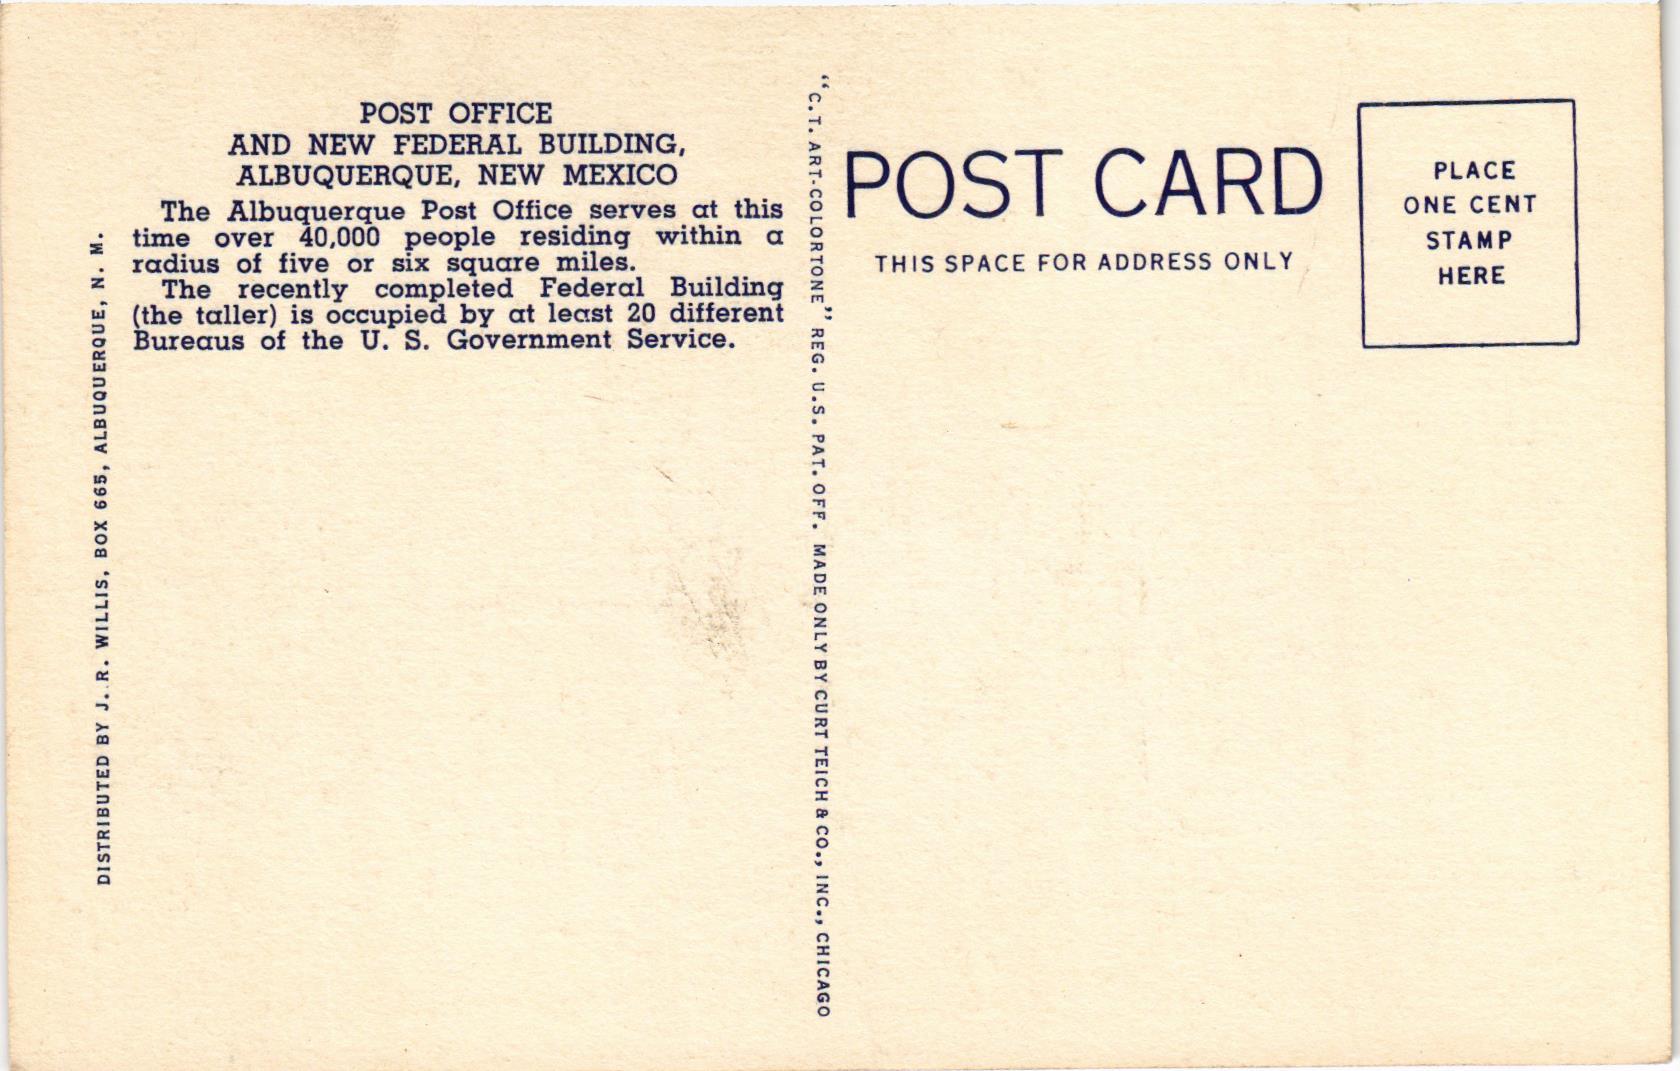 POST OFFICE
AND NEW FEDERAL BUILDING,
ALBUQUERQUE, NEW MEXICO
The Albuquerque Post Office serves at this
time over 40,000 people residing within a
radius of five or six square miles.
The recently completed Federal Building
(the taller) is occupied by at least 20 different
Bureaus of the U. S. Government Service.
DISTRIBUTED BY J. R. WILLIS, BOX 665, ALBUQUERQUE, N. M.
"C.T. ART-COLORTONE" REG. U.S. PAT. OFF. MADE ONLY BY CURT TEICH & CO., INC., CHICAGO
POST CARD
THIS SPACE FOR ADDRESS ONLY
PLACE
ONE CENT
STAMP
HERE